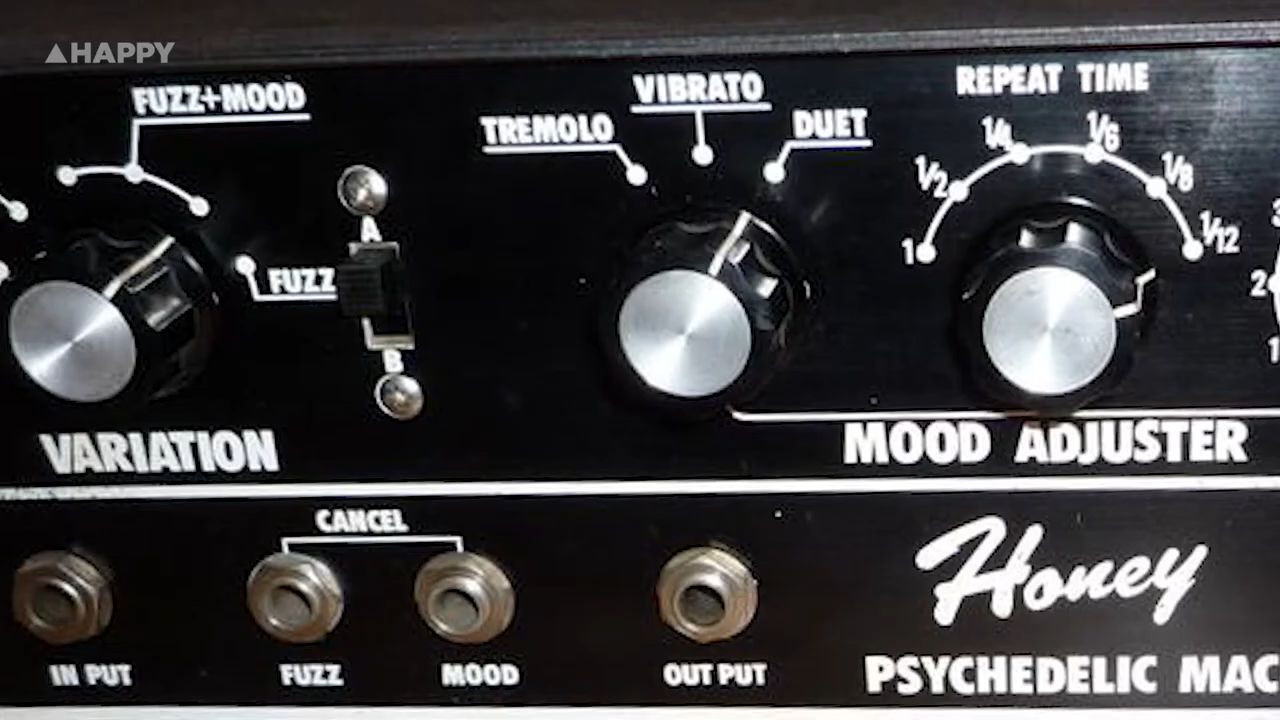 HAPPY
FUZZ+MOOD
VIBRATO
REPEAT TIME
TREMOLO
DUET
1/4
1/6
1/2
1/8
1
1/12
A
FUZZ
2
1
B
VARIATION
MOOD ADJUSTER
CANCEL
Honey
IN PUT
FUZZ
MOOD
OUT PUT
PSYCHEDELIC MAC